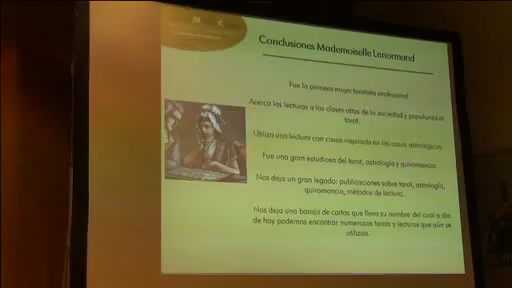 Conclusiones Mademoiselle Lenormand
Fue la primera mujer tarotista profesional
Acerca las lecturas a las clases altas de la sociedad y populariza el
tarot.
Utiliza una lectura con casas inspirada en las casas astrológicas
Fue una gran estudiosa del tarot, astrología y quiromancia.
Nos deja un gran legado: publicaciones sobre tarot, astrología,
quiromancia, métodos de lectura..
Nos deja una baraja de cartas que lleva su nombre del cual a día
de hoy podemos encontrar numerosos tarots y lecturas que aún se
utilizan.